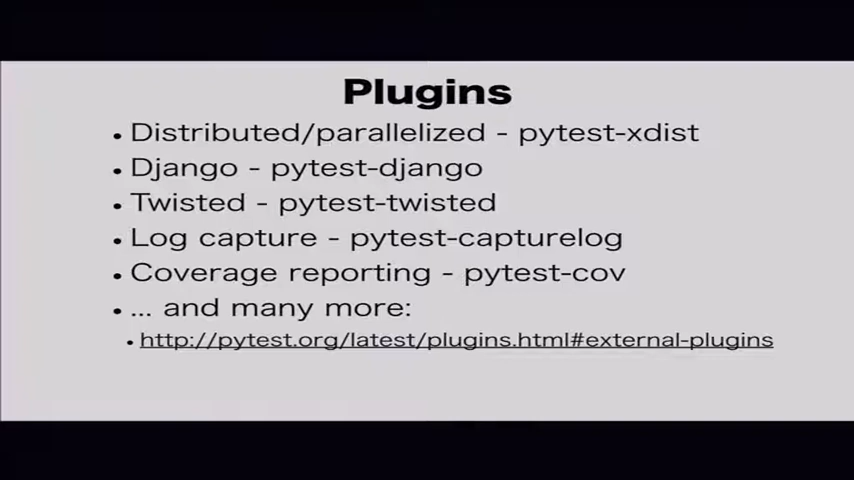 Plugins
• Distributed/parallelized - pytest-xdist
• Django - pytest-django
• Twisted - pytest-twisted
• Log capture - pytest-capturelog
• Coverage reporting - pytest-cov
• ... and many more:
• http://pytest.org/latest/plugins.html#external-plugins